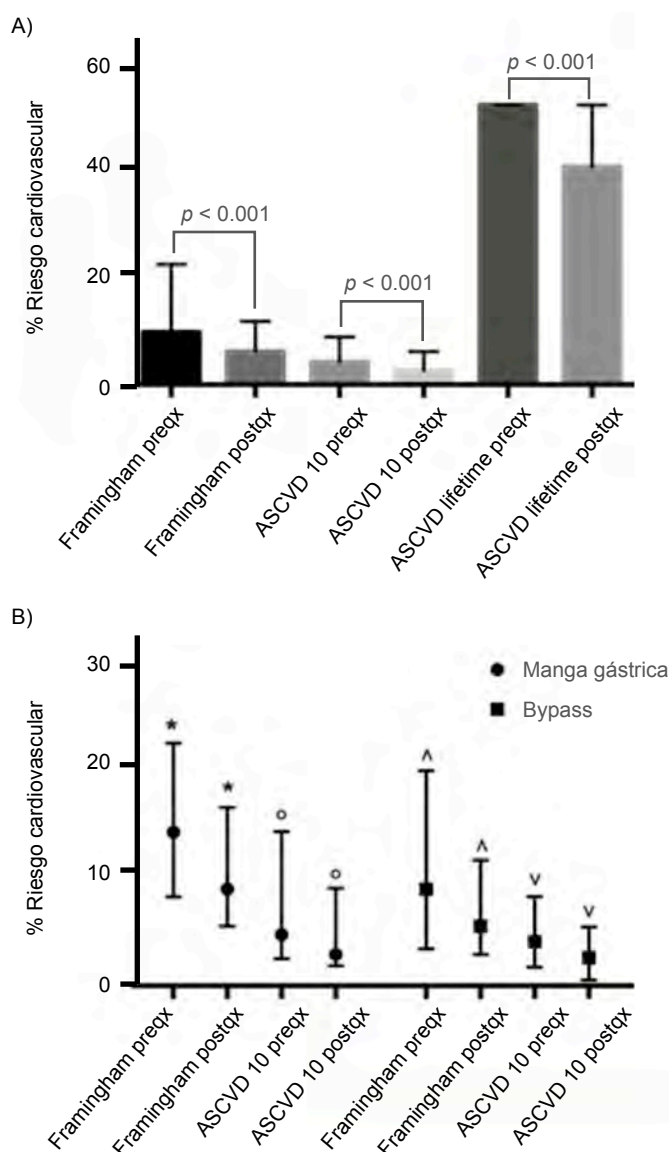 A)
% Riesgo cardiovascular
60
40
20
0
p < 0.001
p < 0.001
p < 0.001
Framingham preqx
Framingham postqx
ASCVD 10 preqx
ASCVD 10 postqx
ASCVD lifetime preqx
ASCVD lifetime postqx
B)
% Riesgo cardiovascular
30
20
10
0
Manga gástrica
Bypass
Framingham preqx
Framingham postqx
ASCVD 10 preqx
ASCVD 10 postqx
Framingham preqx
Framingham postqx
ASCVD 10 preqx
ASCVD 10 postqx